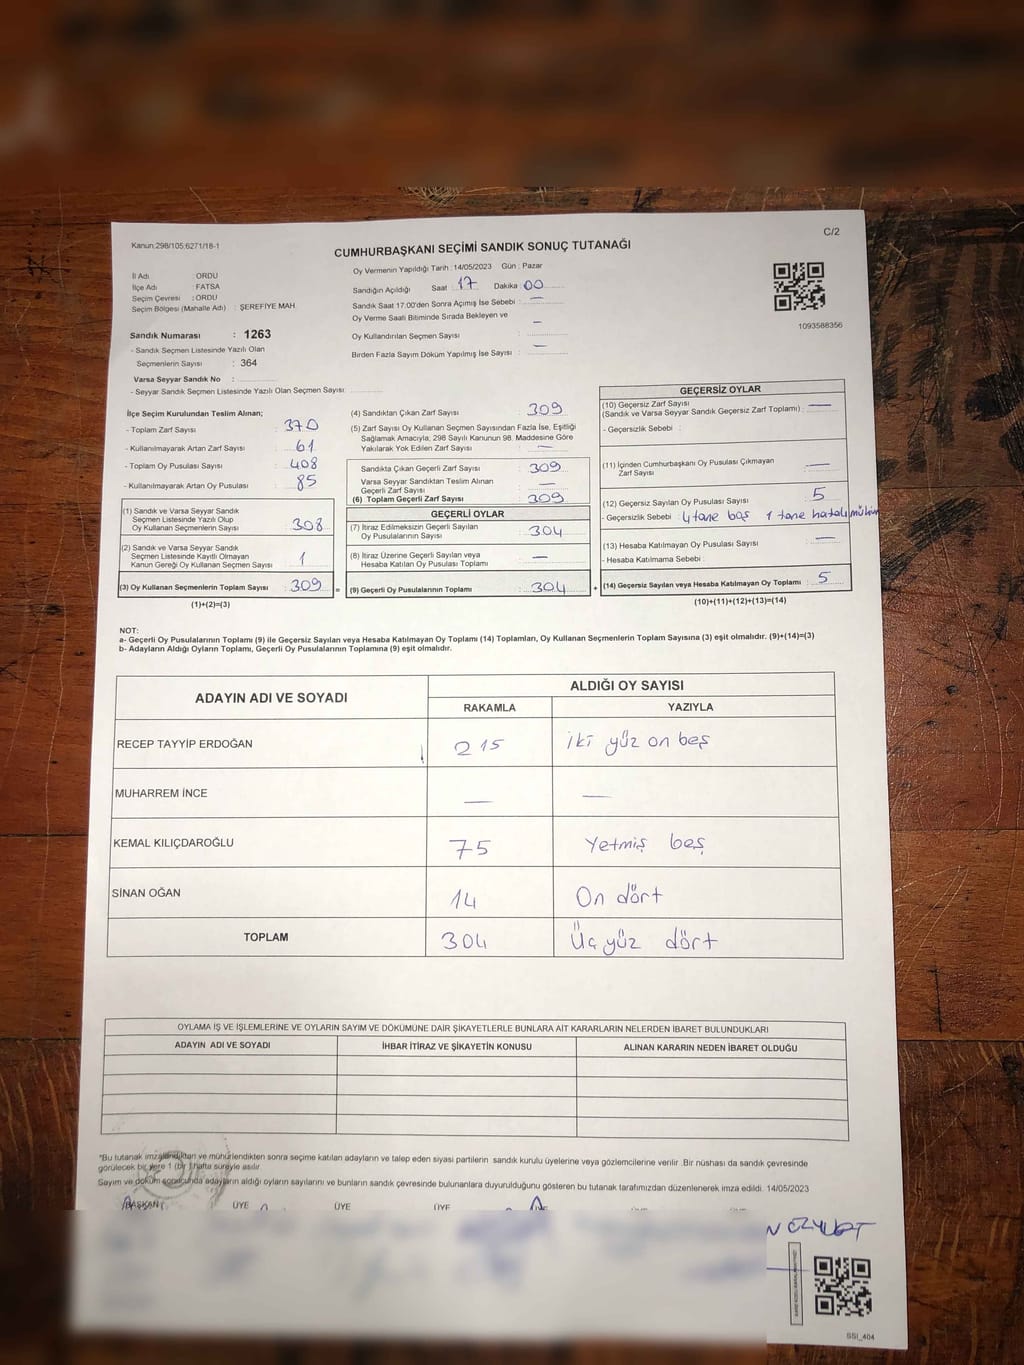 Kanun:298/105;6271/18-1
C/2
CUMHURBAŞKANI SEÇİMİ SANDIK SONUÇ TUTANAĞI
İl Adı : ORDU
İlçe Adı : FATSA
Seçim Çevresi : ORDU
Seçim Bölgesi (Mahalle Adı) : ŞEREFİYE MAH.
Oy Vermenin Yapıldığı Tarih : 14/05/2023 Gün : Pazar
Sandığın Açıldığı Saat : 17 Dakika : 00
Sandık Saat 17.00'den Sonra Açımış İse Sebebi : —
Oy Verme Saati Bitiminde Sırada Bekleyen ve
Oy Kullandırılan Seçmen Sayısı : —
Birden Fazla Sayım Döküm Yapılmış İse Sayısı : —
1093588356
Sandık Numarası : 1263
- Sandık Seçmen Listesinde Yazılı Olan
Seçmenlerin Sayısı : 364
Varsa Seyyar Sandık No :
- Seyyar Sandık Seçmen Listesinde Yazılı Olan Seçmen Sayısı:
İlçe Seçim Kurulundan Teslim Alınan;
- Toplam Zarf Sayısı : 370
- Kullanılmayarak Artan Zarf Sayısı : 61
- Toplam Oy Pusulası Sayısı : 408
- Kullanılmayarak Artan Oy Pusulası : 85
(1) Sandık ve Varsa Seyyar Sandık
Seçmen Listesinde Yazılı Olup
Oy Kullanan Seçmenlerin Sayısı : 308
(2) Sandık ve Varsa Seyyar Sandık
Seçmen Listesinde Kayıtlı Olmayan
Kanun Gereği Oy Kullanan Seçmen Sayısı : 1
(3) Oy Kullanan Seçmenlerin Toplam Sayısı : 309 =
(1)+(2)=(3)
(4) Sandıktan Çıkan Zarf Sayısı : 309
(5) Zarf Sayısı Oy Kullanan Seçmen Sayısından Fazla İse, Eşitliği
Sağlamak Amacıyla; 298 Sayılı Kanunun 98. Maddesine Göre
Yakılarak Yok Edilen Zarf Sayısı : —
Sandıkta Çıkan Geçerli Zarf Sayısı : 309
Varsa Seyyar Sandıktan Teslim Alınan
Geçerli Zarf Sayısı : —
(6) Toplam Geçerli Zarf Sayısı : 309
GEÇERLİ OYLAR
(7) İtiraz Edilmeksizin Geçerli Sayılan
Oy Pusulalarının Sayısı : 304
(8) İtiraz Üzerine Geçerli Sayılan veya
Hesaba Katılan Oy Pusulası Toplamı : —
(9) Geçerli Oy Pusulalarının Toplamı : 304 +
GEÇERSİZ OYLAR
(10) Geçersiz Zarf Sayısı
(Sandık ve Varsa Seyyar Sandık Geçersiz Zarf Toplamı) : —
- Geçersizlik Sebebi :
(11) İçinden Cumhurbaşkanı Oy Pusulası Çıkmayan
Zarf Sayısı : —
(12) Geçersiz Sayılan Oy Pusulası Sayısı : 5
- Geçersizlik Sebebi : 4 tane boş 1 tane hatalı mühür
(13) Hesaba Katılmayan Oy Pusulası Sayısı : —
- Hesaba Katılmama Sebebi :
(14) Geçersiz Sayılan veya Hesaba Katılmayan Oy Toplamı : 5
(10)+(11)+(12)+(13)=(14)
NOT:
a- Geçerli Oy Pusulalarının Toplamı (9) ile Geçersiz Sayılan veya Hesaba Katılmayan Oy Toplamı (14) Toplamları, Oy Kullanan Seçmenlerin Toplam Sayısına (3) eşit olmalıdır. (9)+(14)=(3)
b- Adayların Aldığı Oyların Toplamı, Geçerli Oy Pusulalarının Toplamına (9) eşit olmalıdır.
ADAYIN ADI VE SOYADI
ALDIĞI OY SAYISI
RAKAMLA YAZIYLA
RECEP TAYYİP ERDOĞAN 215 iki yüz on beş
MUHARREM İNCE — —
KEMAL KILIÇDAROĞLU 75 Yetmiş beş
SİNAN OĞAN 14 On dört
TOPLAM 304 Üç yüz dört
OYLAMA İŞ VE İŞLEMLERİNE VE OYLARIN SAYIM VE DÖKÜMÜNE DAİR ŞİKAYETLERLE BUNLARA AİT KARARLARIN NELERDEN İBARET BULUNDUKLARI
ADAYIN ADI VE SOYADI İHBAR İTİRAZ VE ŞİKAYETİN KONUSU ALINAN KARARIN NEDEN İBARET OLDUĞU
*Bu tutanak imzalandıktan ve mühürlendikten sonra seçime katılan adayların ve talep eden siyasi partilerin sandık kurulu üyelerine veya gözlemcilerine verilir. Bir nüshası da sandık çevresinde
görülecek bir yere 1 (bir) hafta süreyle asılır.
Sayım ve döküm sonucunda adayların aldığı oyların sayılarını ve bunların sandık çevresinde bulunanlara duyurulduğunu gösteren bu tutanak tarafımızdan düzenlenerek imza edildi. 14/05/2023
BAŞKAN ÜYE ÜYE ÜYE
SSI_404